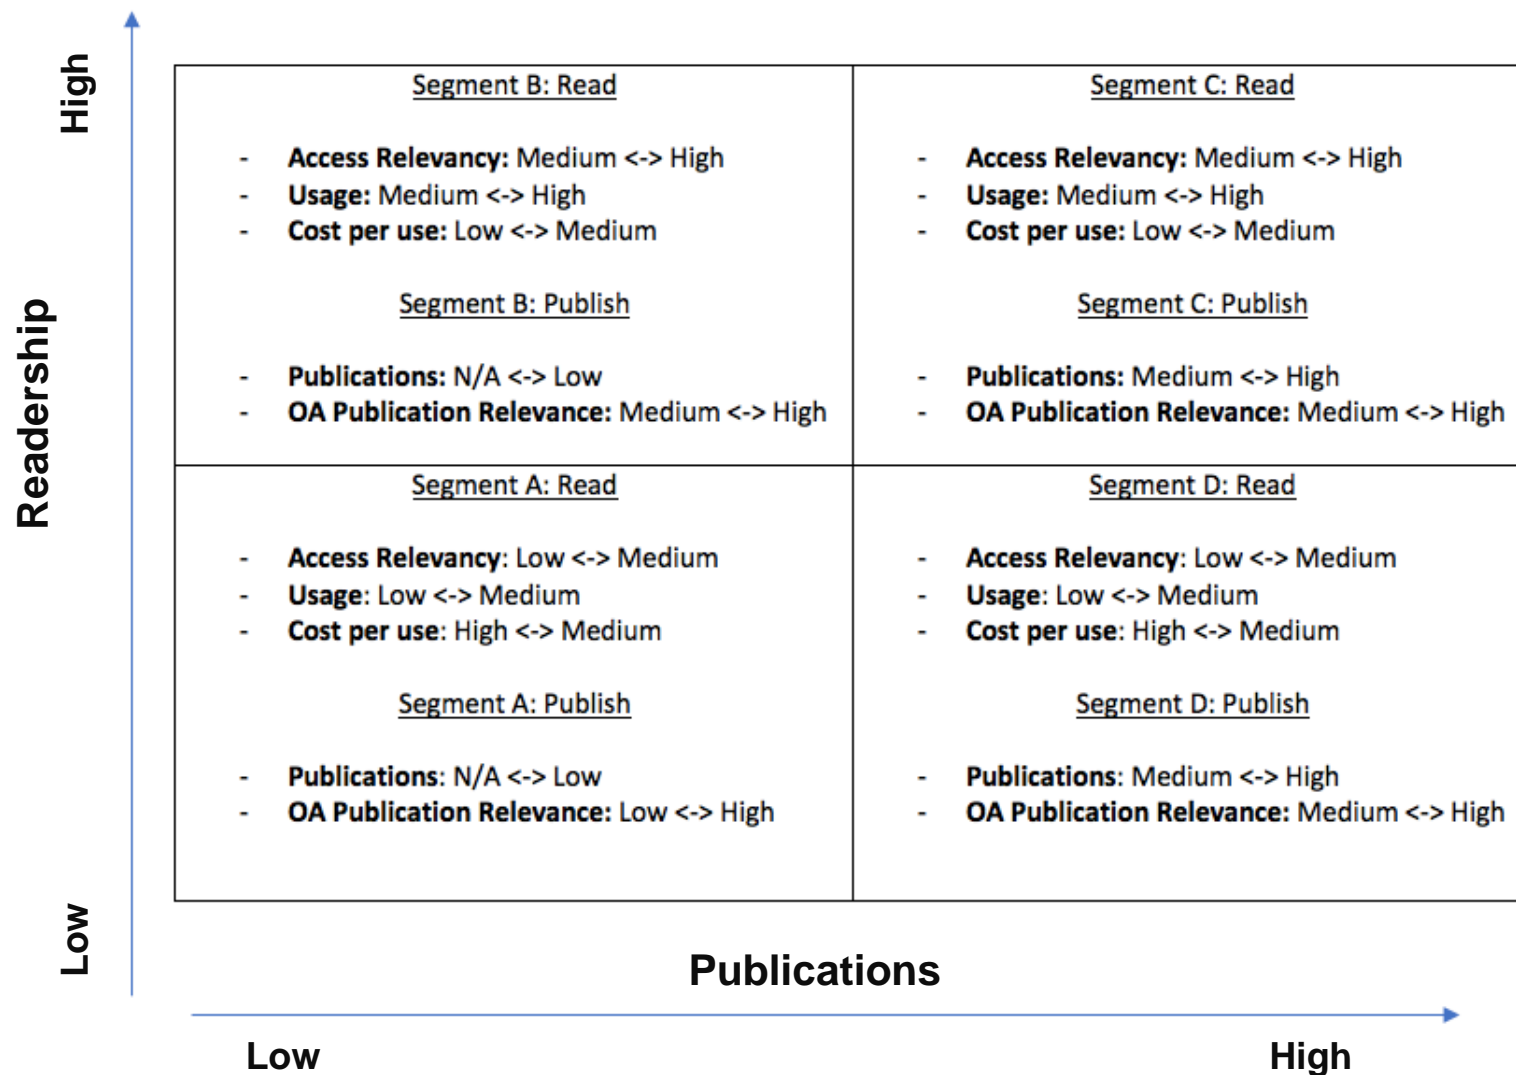 High
Readership
Low
Segment B: Read
- Access Relevancy: Medium <-> High
- Usage: Medium <-> High
- Cost per use: Low <-> Medium
Segment B: Publish
- Publications: N/A <-> Low
- OA Publication Relevance: Medium <-> High
Segment C: Read
- Access Relevancy: Medium <-> High
- Usage: Medium <-> High
- Cost per use: Low <-> Medium
Segment C: Publish
- Publications: Medium <-> High
- OA Publication Relevance: Medium <-> High
Segment A: Read
- Access Relevancy: Low <-> Medium
- Usage: Low <-> Medium
- Cost per use: High <-> Medium
Segment A: Publish
- Publications: N/A <-> Low
- OA Publication Relevance: Low <-> High
Segment D: Read
- Access Relevancy: Low <-> Medium
- Usage: Low <-> Medium
- Cost per use: High <-> Medium
Segment D: Publish
- Publications: Medium <-> High
- OA Publication Relevance: Medium <-> High
Publications
Low
High